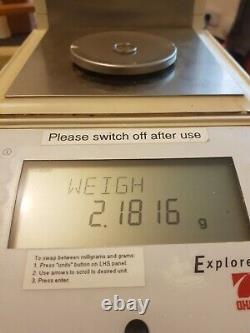 Please switch off after use
WEIGH
2.1816 g
Explore
To swap between milligrams and grams:
1. Press "units" button on LHS panel.
2. Use arrows to scroll to desired unit.
3. Press enter.
OHA